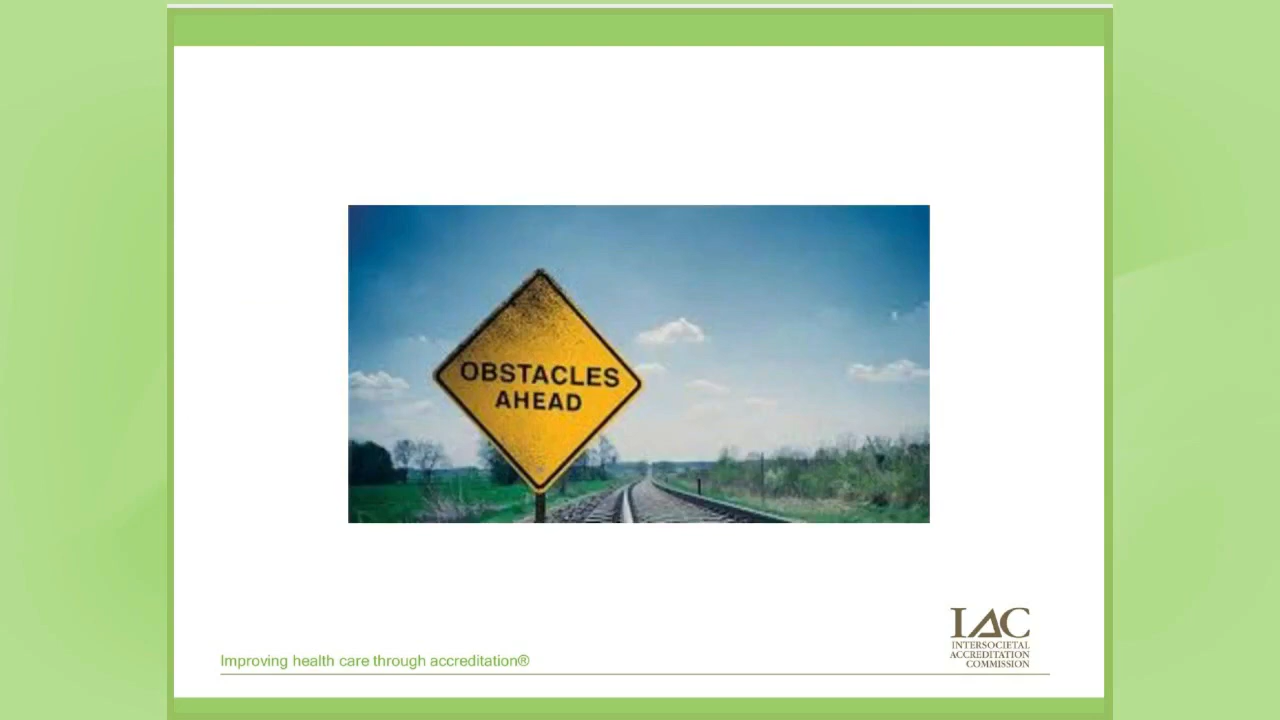 OBSTACLES
AHEAD
Improving health care through accreditation®
IAC
INTERSOCIETAL
ACCREDITATION
COMMISSION